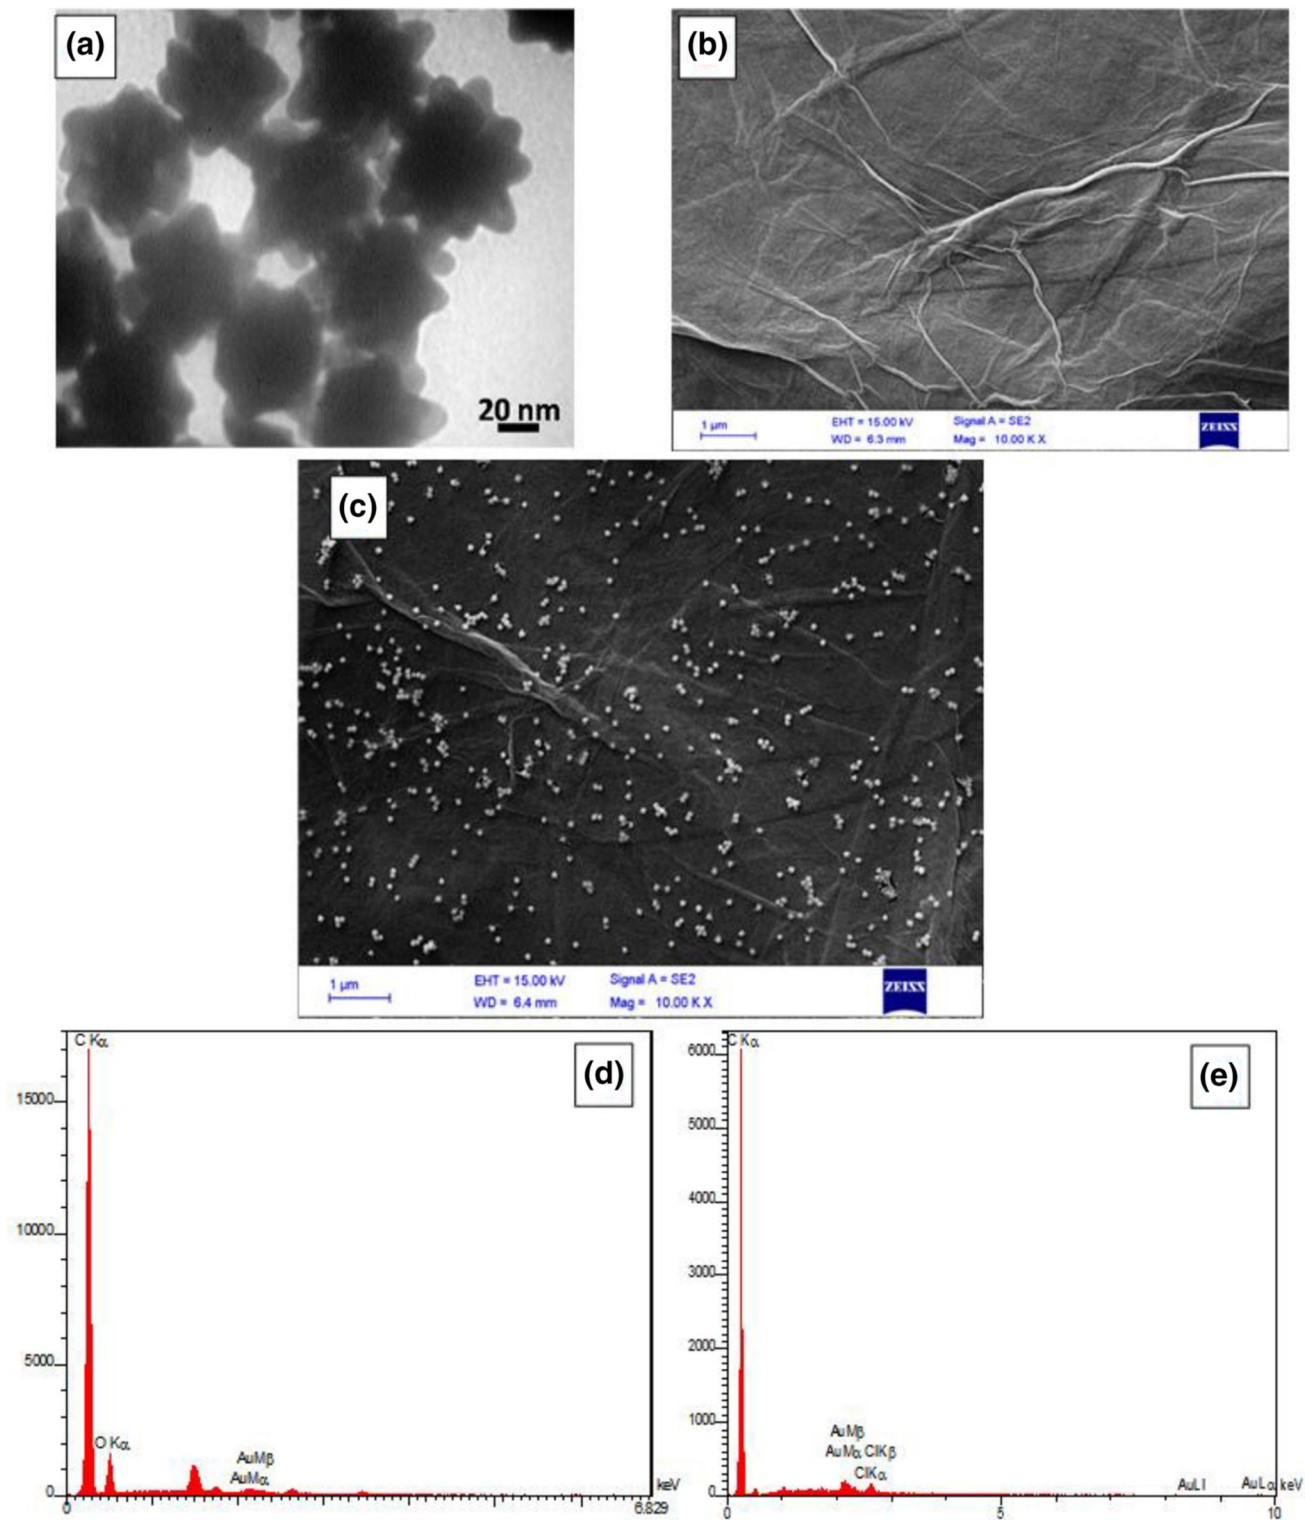 (a)
20 nm
(b)
1 µm
EHT = 15.00 kV
Signal A = SE2
WD = 6.3 mm
Mag = 10.00 K X
ZEISS
(c)
1 µm
EHT = 15.00 kV
Signal A = SE2
WD = 6.4 mm
Mag = 10.00 K X
ZEISS
(d)
C Kα
15000
10000
5000
O Kα
AuMβ
AuMα
0
keV
0
6.829
(e)
C Kα
6000
5000
4000
3000
2000
1000
AuMβ
AuMα ClKβ
ClKα
AuLl
AuLα keV
0
0
5
10